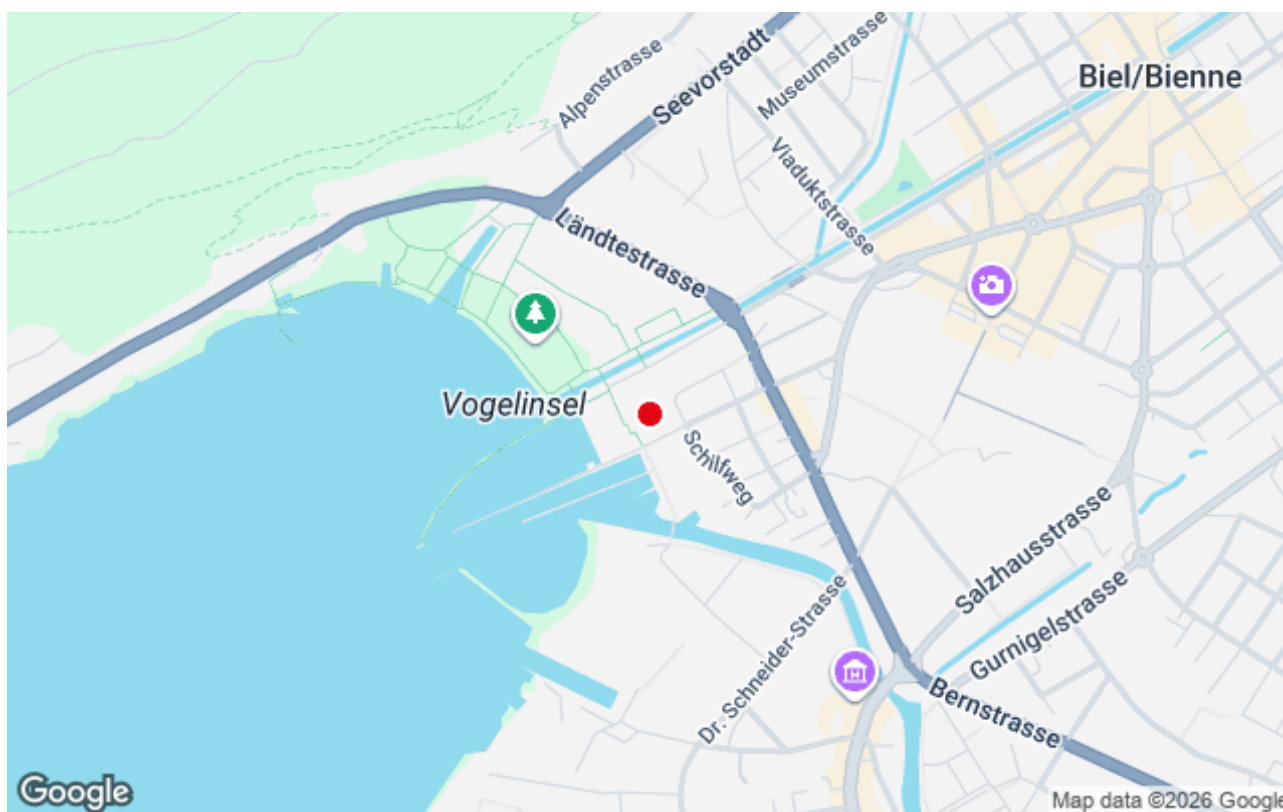 Biel/Bienne
Alpenstrasse
Seevorstadt
Museumstrasse
Viaduktstrasse
Ländtestrasse
Vogelinsel
Schilfweg
Salzhausstrasse
Gurnigelstrasse
Dr. Schneider-Strasse
Bernstrasse
Google
Map data ©2026 Google